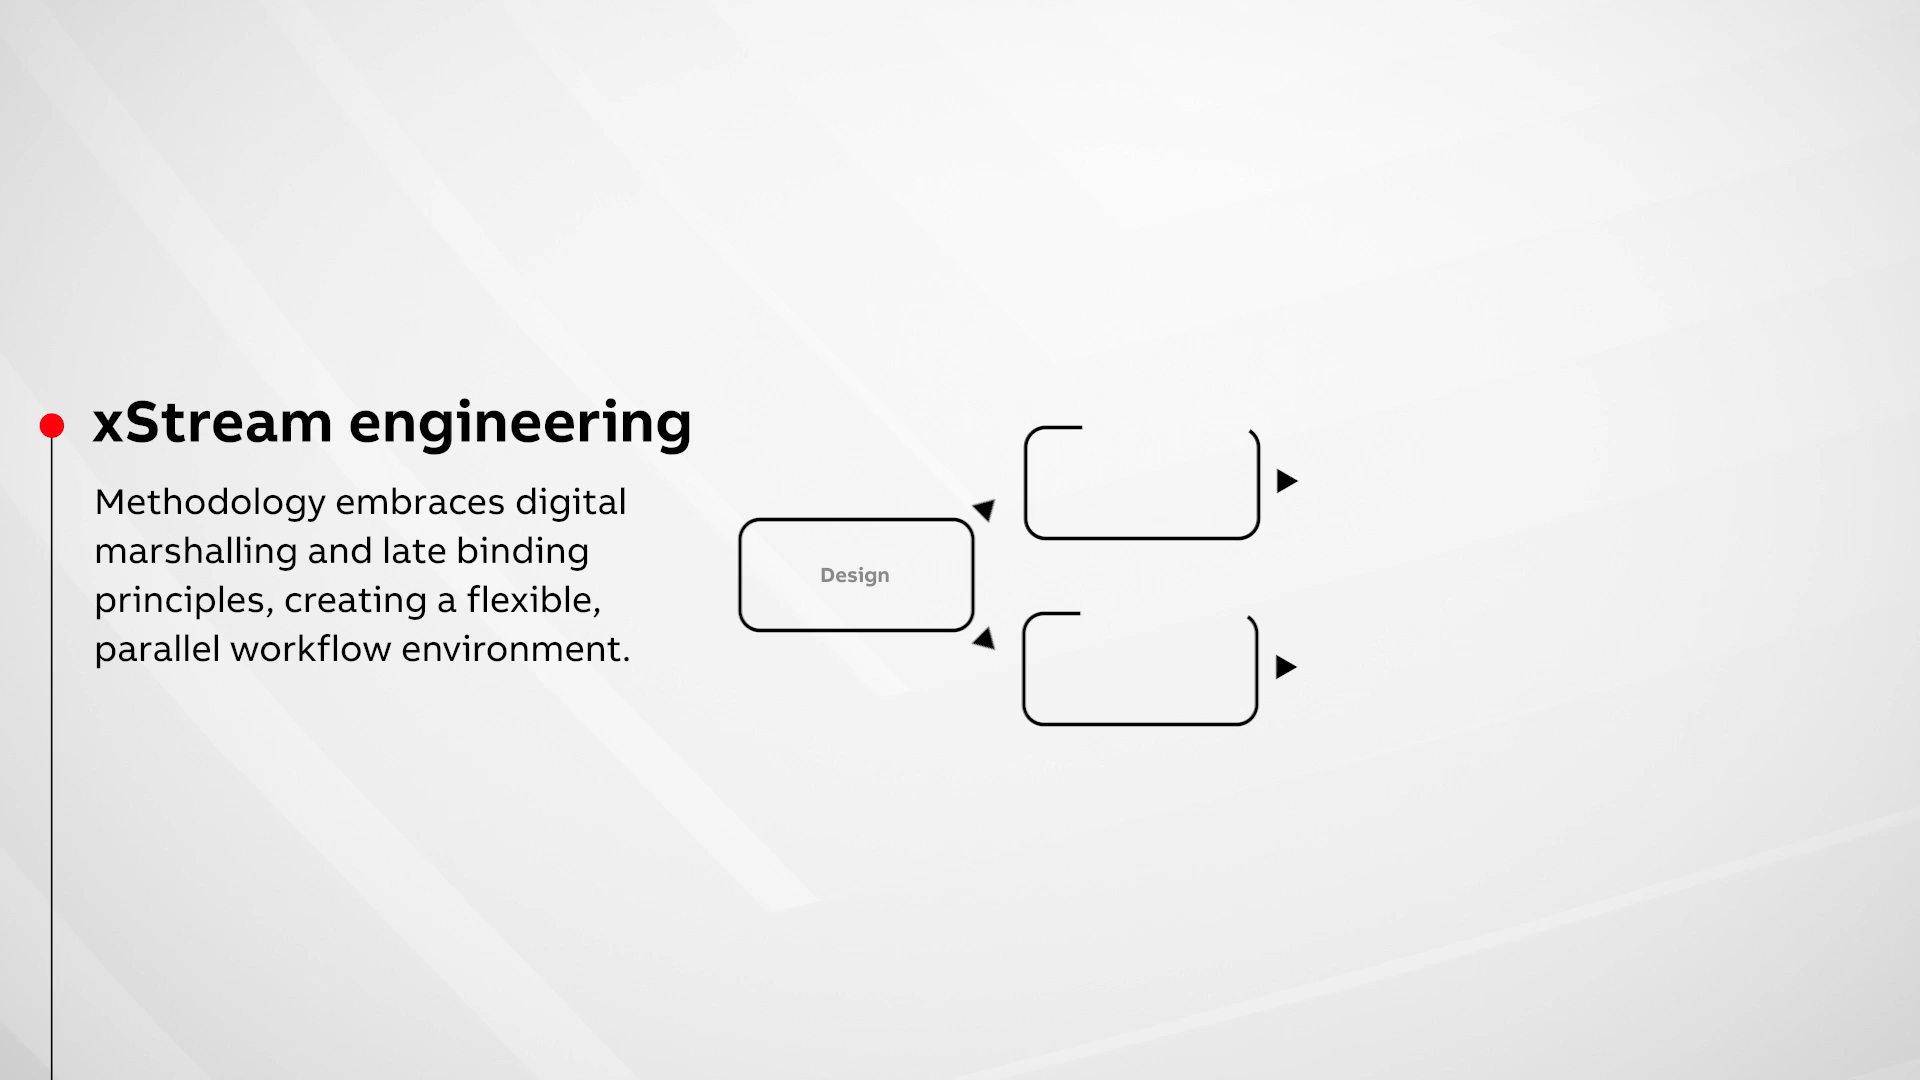 xStream engineering
Methodology embraces digital
marshalling and late binding
principles, creating a flexible,
parallel workflow environment.
Design